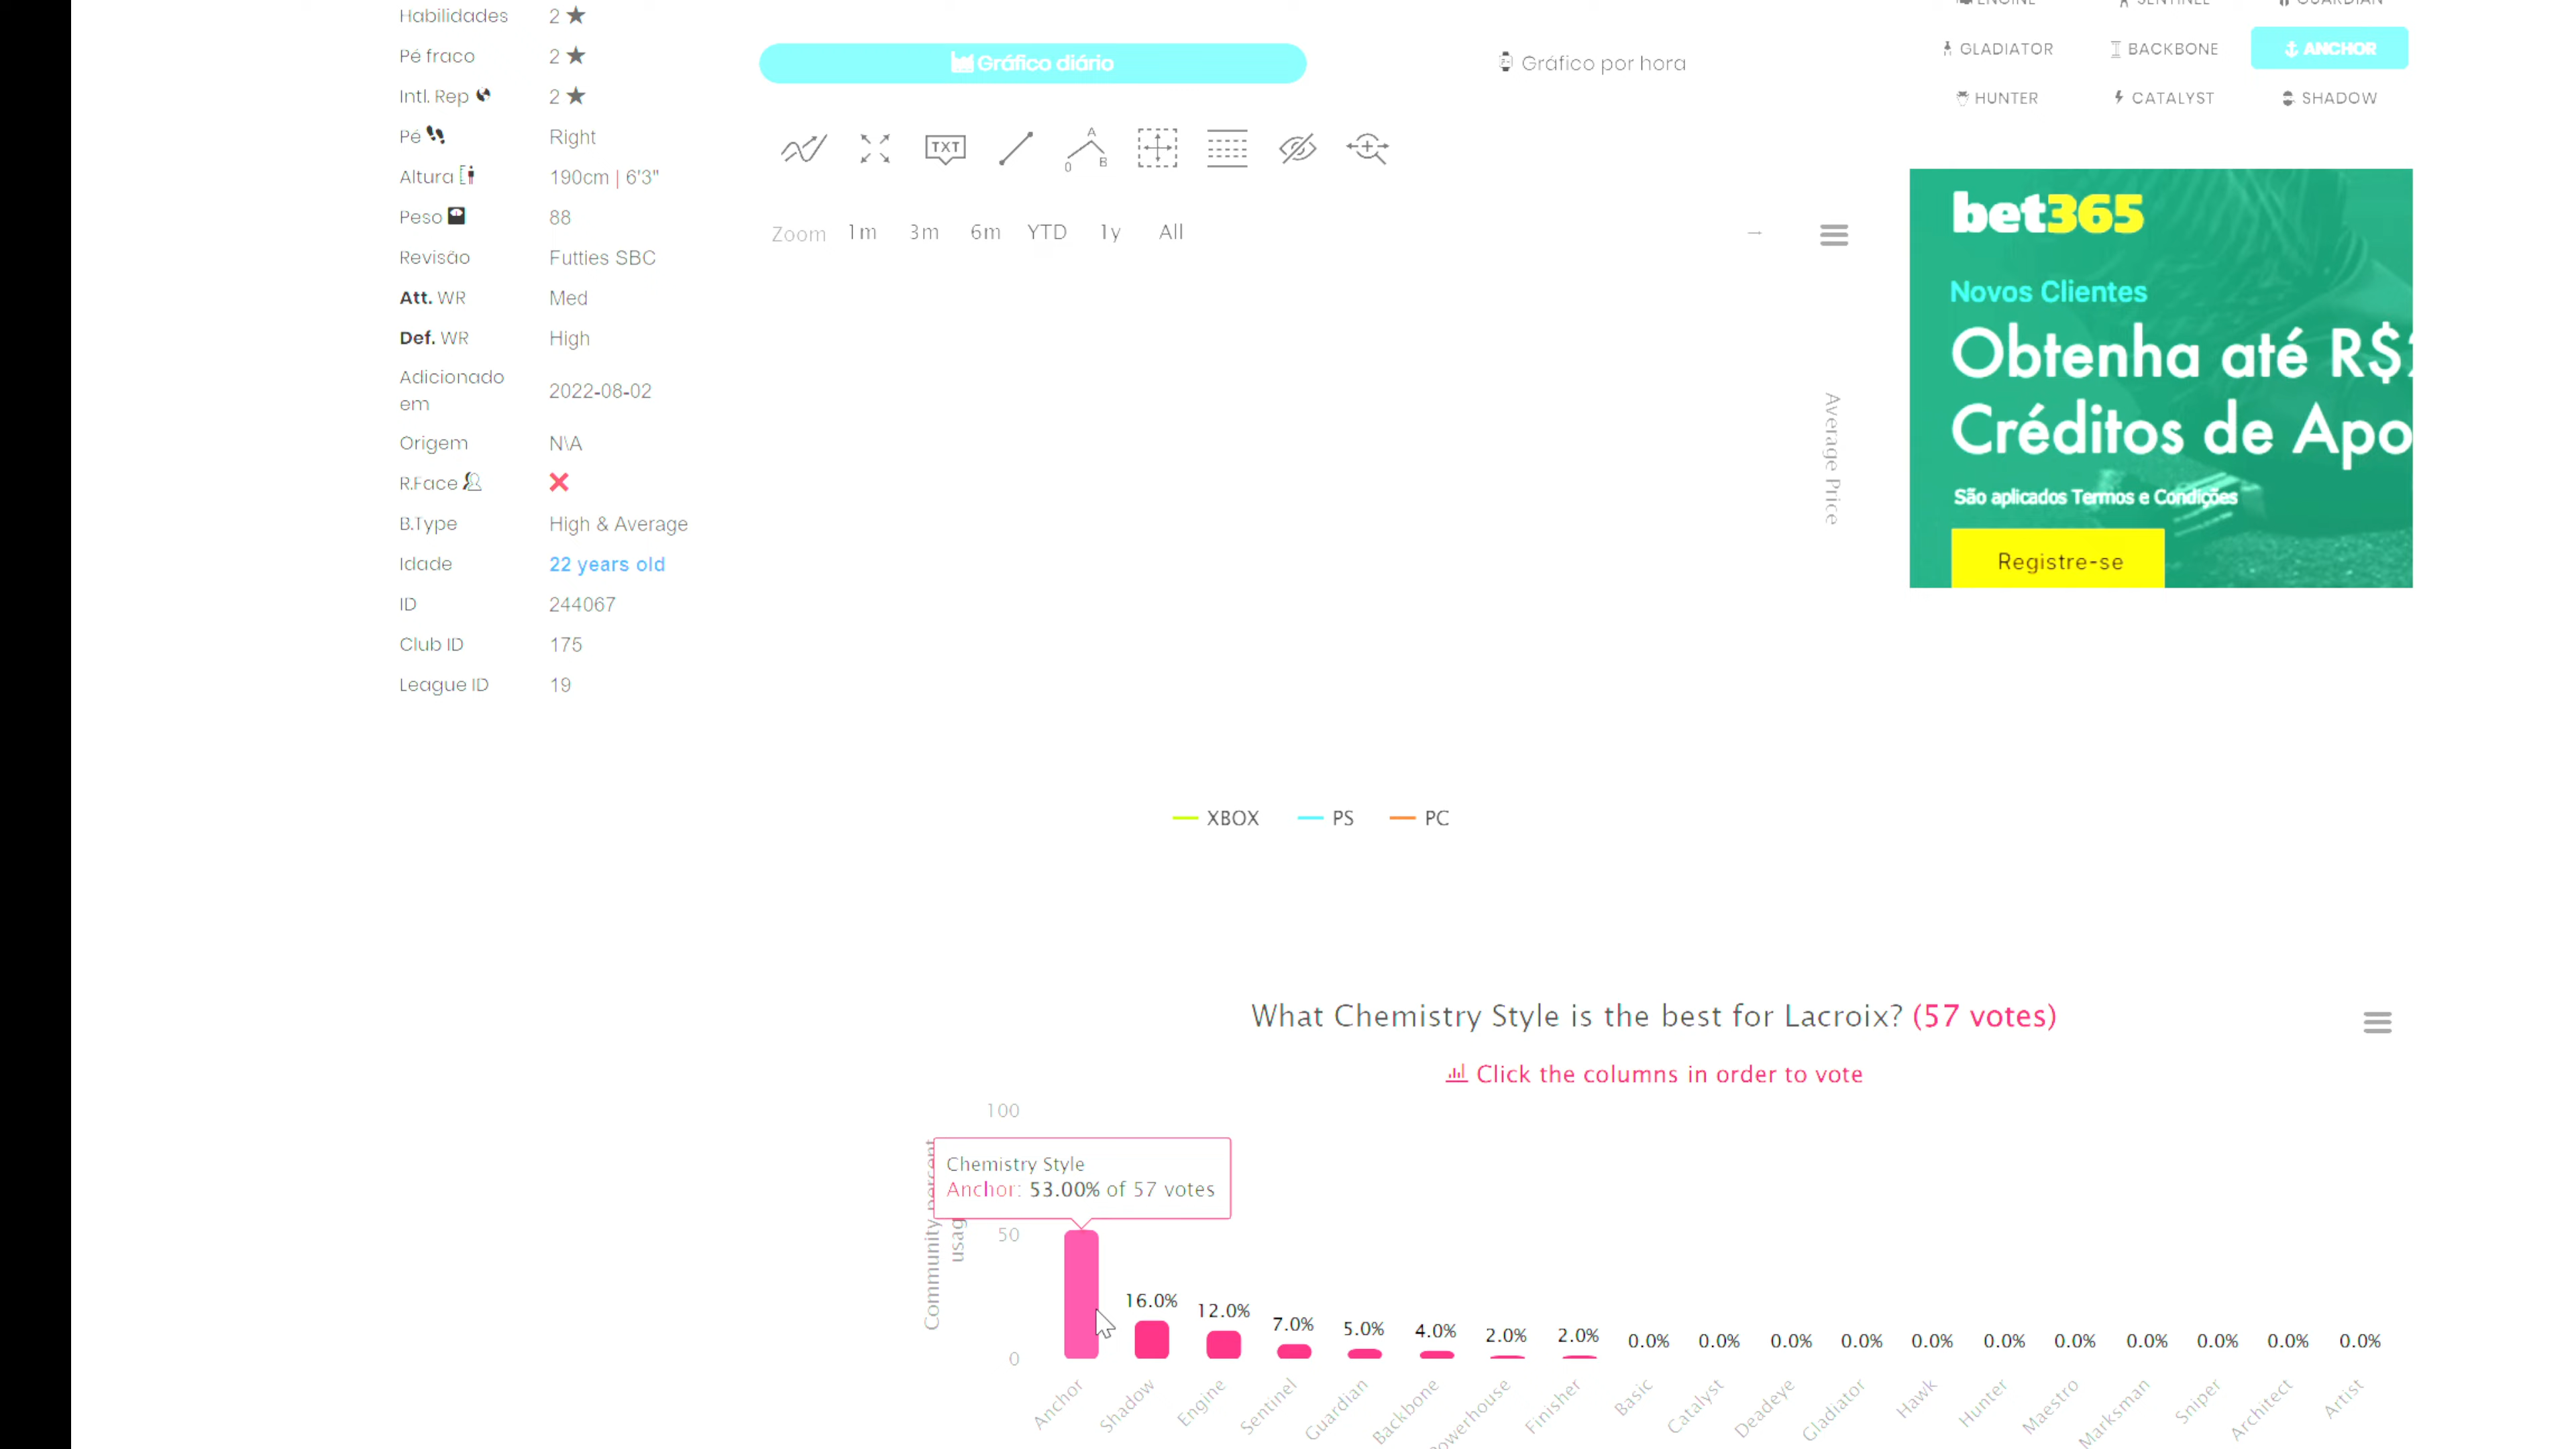 Habilidades 2 ★
Pé fraco 2 ★
Intl. Rep 2 ★
Pé Right
Altura 190cm | 6'3"
Peso 88
Revisão Futties SBC
Att. WR Med
Def. WR High
Adicionado em 2022-08-02
Origem N\A
R.Face
B.Type High & Average
Idade 22 years old
ID 244067
Club ID 175
League ID 19
Gráfico diário
Gráfico por hora
TXT
A
0 B
Zoom 1m 3m 6m YTD 1y All →
Average Price
XBOX PS PC
ENGINE SENTINEL GUARDIAN
GLADIATOR BACKBONE ANCHOR
HUNTER CATALYST SHADOW
bet365
Novos Clientes
Obtenha até R$
Créditos de Apo
São aplicados Termos e Condições
Registre-se
What Chemistry Style is the best for Lacroix? (57 votes)
Click the columns in order to vote
Community percent
usag
100
50
0
Chemistry Style
Anchor: 53.00% of 57 votes
16.0% 12.0% 7.0% 5.0% 4.0% 2.0% 2.0% 0.0% 0.0% 0.0% 0.0% 0.0% 0.0% 0.0% 0.0% 0.0% 0.0% 0.0%
Anchor Shadow Engine Sentinel Guardian Backbone owerhouse Finisher Basic Catalyst Deadeye Gladiator Hawk Hunter Maestro Marksman Sniper Architect Artist